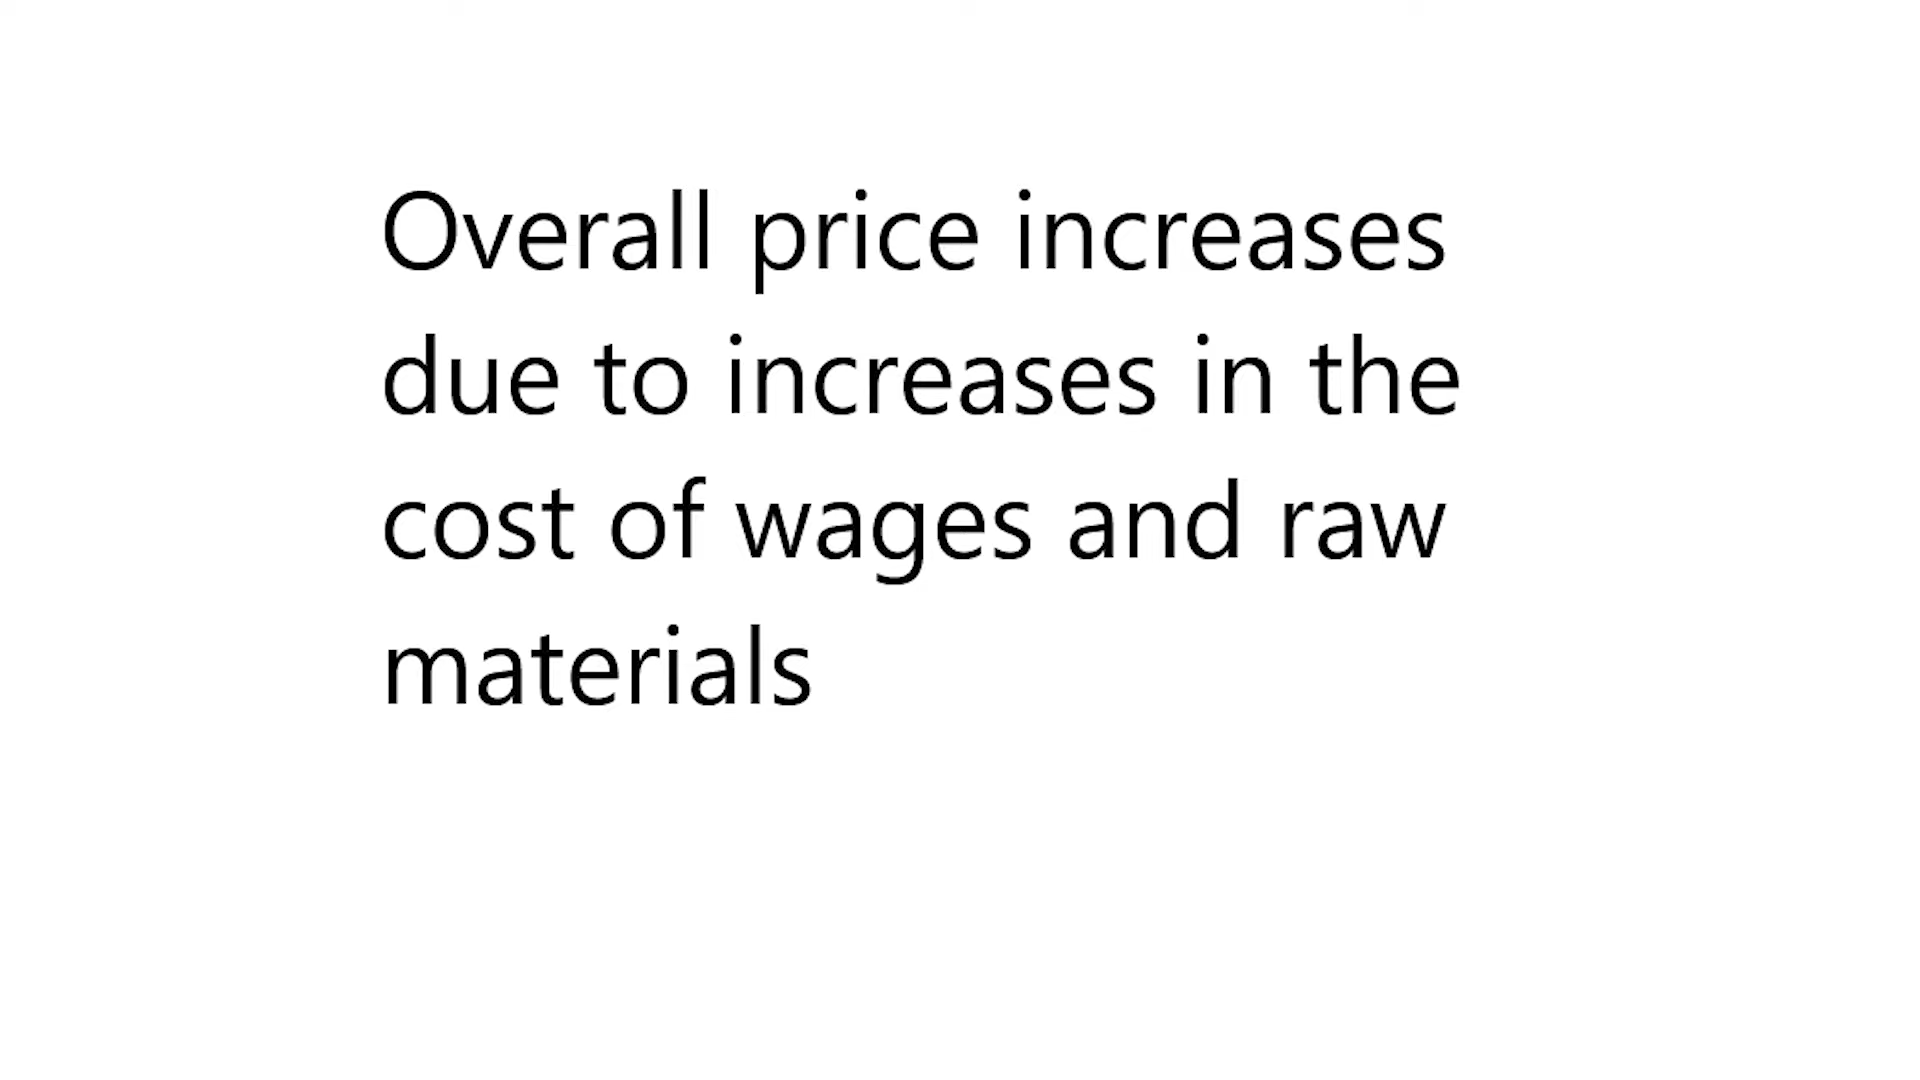 Overall price increases
due to increases in the
cost of wages and raw
materials